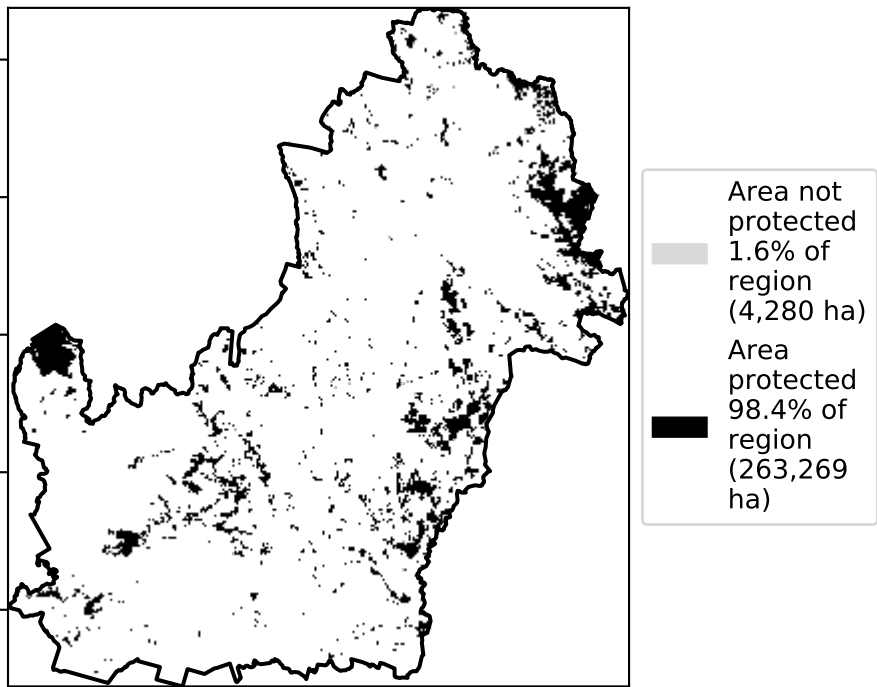 Area not
protected
1.6% of
region
(4,280 ha)
Area
protected
98.4% of
region
(263,269
ha)